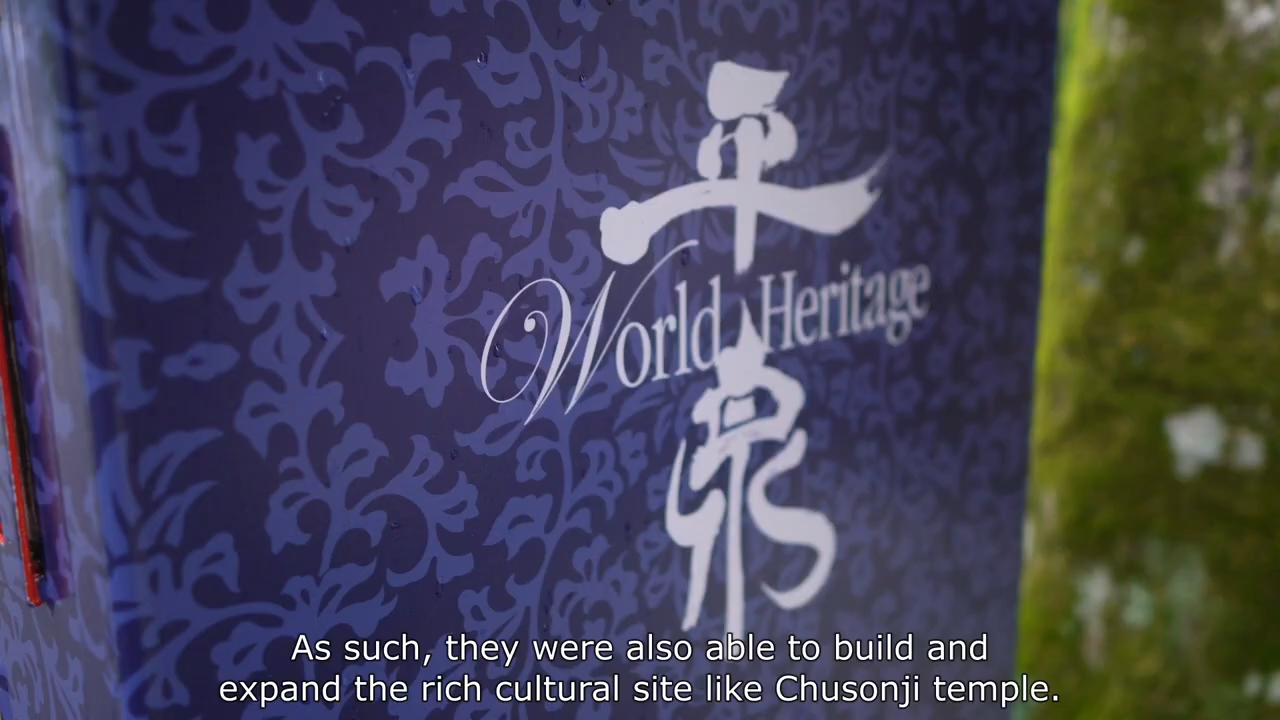 平
World Heritage
泉
As such, they were also able to build and
expand the rich cultural site like Chusonji temple.